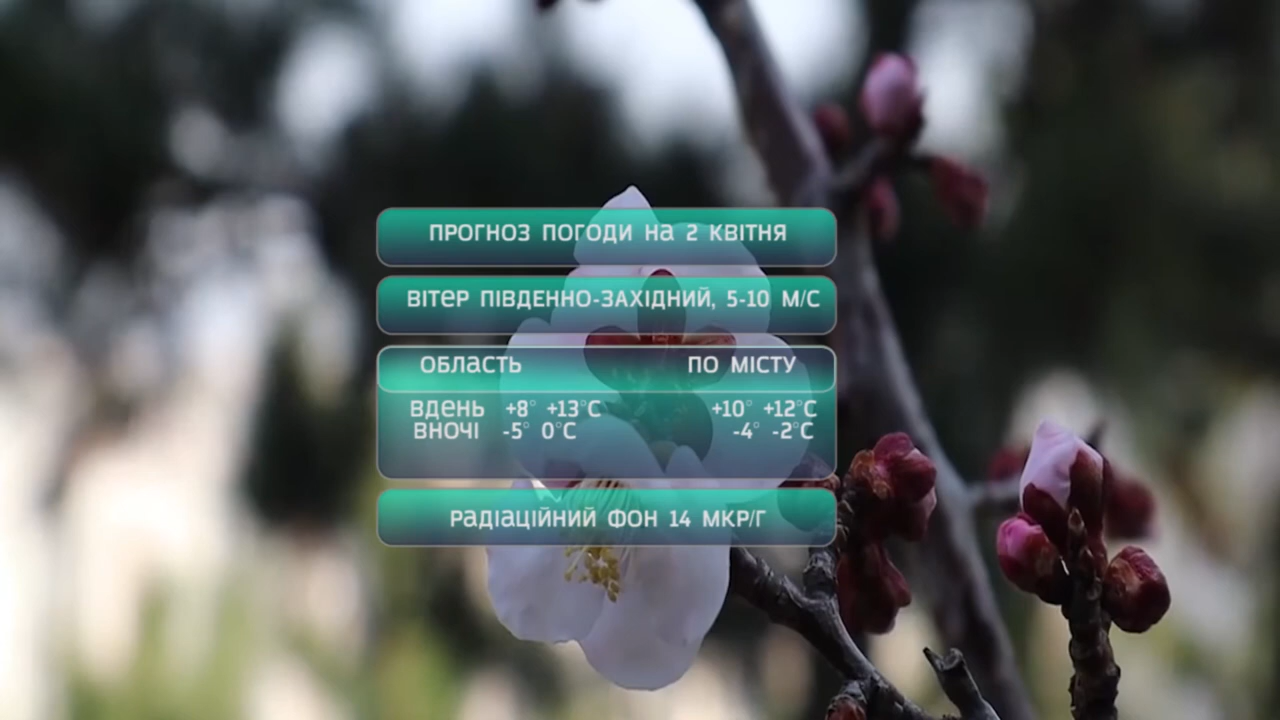 ПРОГНОЗ ПОГОДИ НА 2 КВІТНЯ
ВІТЕР ПІВДЕННО-ЗАХІДНИЙ, 5-10 М/С
ОБЛАСТЬ ПО МІСТУ
ВДЕНЬ +8° +13°С +10° +12°С
ВНОЧІ -5° 0°С -4° -2°С
РАДІАЦІЙНИЙ ФОН 14 МКР/Г